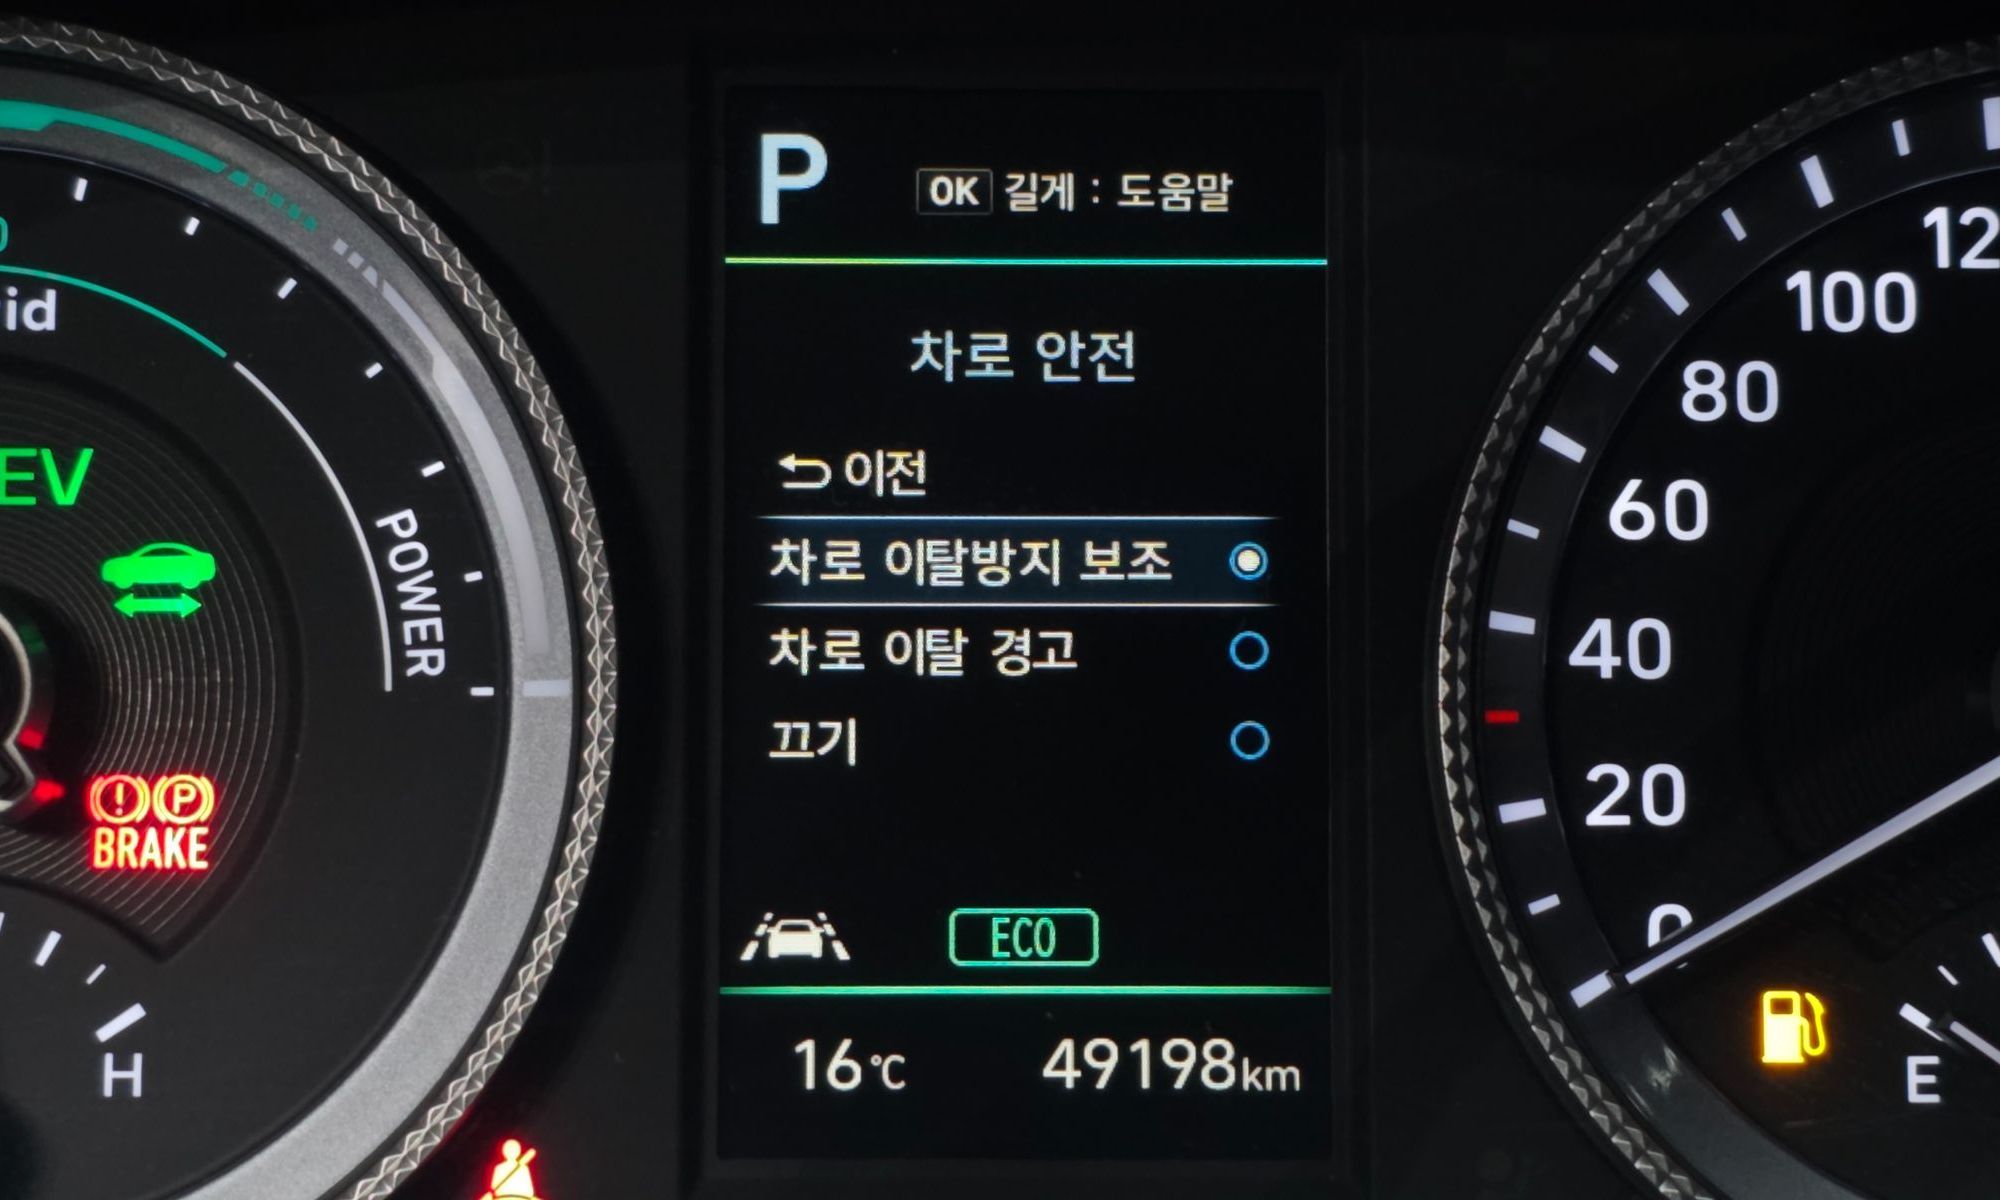 P
OK 길게 : 도움말
차로 안전
이전
차로 이탈방지 보조
차로 이탈 경고
끄기
ECO
16℃ 49198km
id
EV
POWER
P
BRAKE
H
12
100
80
60
40
20
0
E